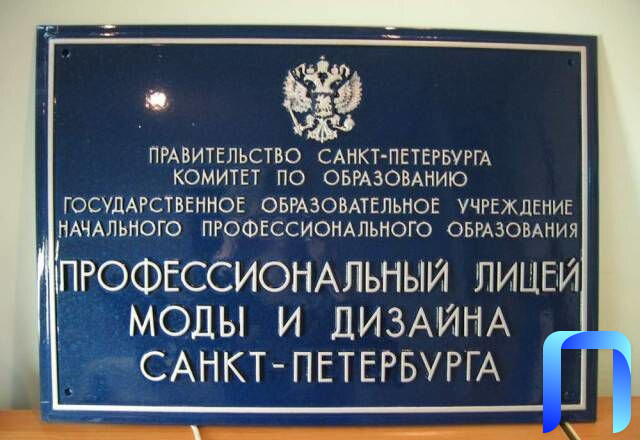 ПРАВИТЕЛЬСТВО САНКТ-ПЕТЕРБУРГА
КОМИТЕТ ПО ОБРАЗОВАНИЮ
ГОСУДАРСТВЕННОЕ ОБРАЗОВАТЕЛЬНОЕ УЧРЕЖДЕНИЕ
НАЧАЛЬНОГО ПРОФЕССИОНАЛЬНОГО ОБРАЗОВАНИЯ
ПРОФЕССИОНАЛЬНЫЙ ЛИЦЕЙ
МОДЫ И ДИЗАЙНА
САНКТ-ПЕТЕРБУРГА